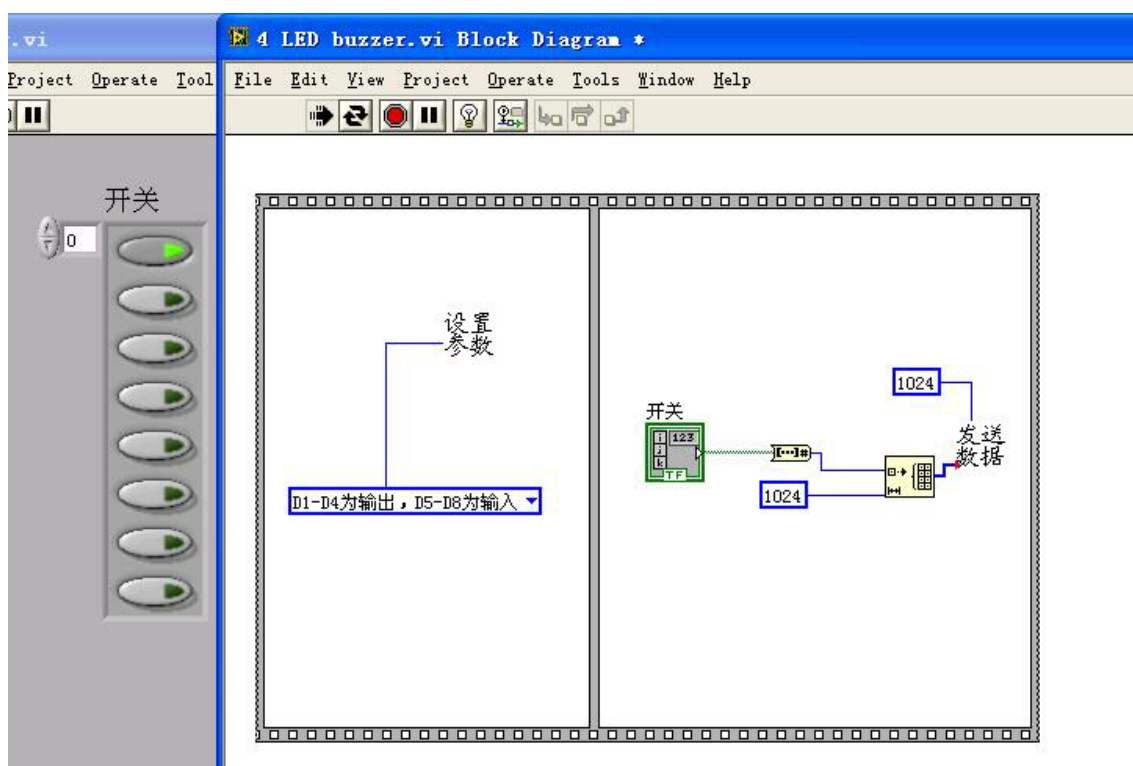 .vi
4 LED buzzer.vi Block Diagram *
Project Operate Tool
File Edit View Project Operate Tools Window Help
开关
0
设置
参数
D1-D4为输出，D5-D8为输入
开关
i 123
j
k
TF
[...]#
1024
1024
发送
数据